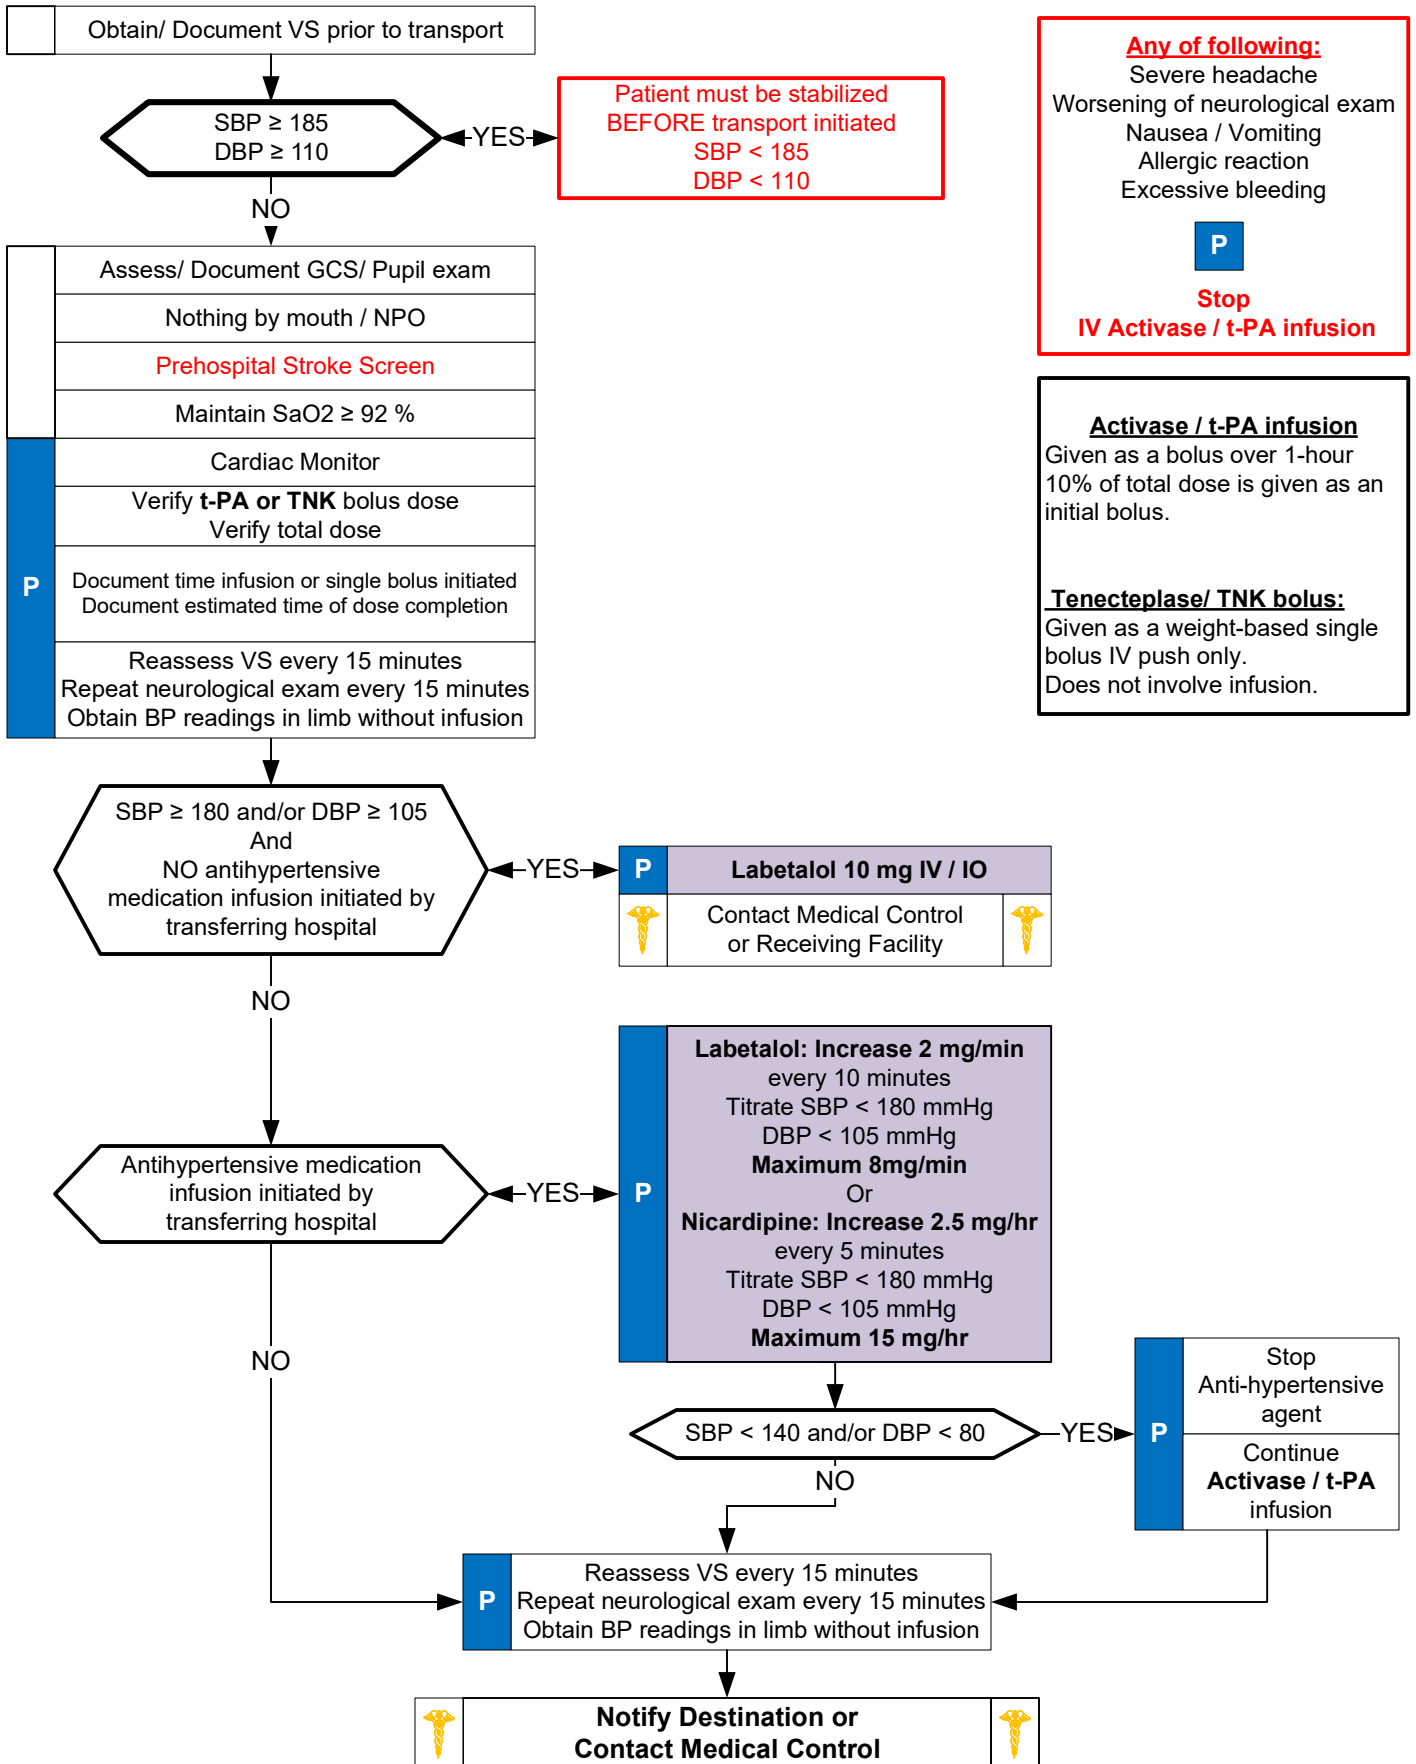 Obtain/ Document VS prior to transport
SBP ≥ 185
DBP ≥ 110
YES
Patient must be stabilized
BEFORE transport initiated
SBP < 185
DBP < 110
NO
Any of following:
Severe headache
Worsening of neurological exam
Nausea / Vomiting
Allergic reaction
Excessive bleeding
P
Stop
IV Activase / t-PA infusion
Assess/ Document GCS/ Pupil exam
Nothing by mouth / NPO
Prehospital Stroke Screen
Maintain SaO2 ≥ 92 %
P
Cardiac Monitor
Verify t-PA or TNK bolus dose
Verify total dose
Document time infusion or single bolus initiated
Document estimated time of dose completion
Reassess VS every 15 minutes
Repeat neurological exam every 15 minutes
Obtain BP readings in limb without infusion
Activase / t-PA infusion
Given as a bolus over 1-hour
10% of total dose is given as an
initial bolus.
Tenecteplase/ TNK bolus:
Given as a weight-based single
bolus IV push only.
Does not involve infusion.
SBP ≥ 180 and/or DBP ≥ 105
And
NO antihypertensive
medication infusion initiated by
transferring hospital
YES
P
Labetalol 10 mg IV / IO
Contact Medical Control
or Receiving Facility
NO
Antihypertensive medication
infusion initiated by
transferring hospital
YES
P
Labetalol: Increase 2 mg/min
every 10 minutes
Titrate SBP < 180 mmHg
DBP < 105 mmHg
Maximum 8mg/min
Or
Nicardipine: Increase 2.5 mg/hr
every 5 minutes
Titrate SBP < 180 mmHg
DBP < 105 mmHg
Maximum 15 mg/hr
NO
SBP < 140 and/or DBP < 80
YES
P
Stop
Anti-hypertensive
agent
Continue
Activase / t-PA
infusion
NO
P
Reassess VS every 15 minutes
Repeat neurological exam every 15 minutes
Obtain BP readings in limb without infusion
Notify Destination or
Contact Medical Control